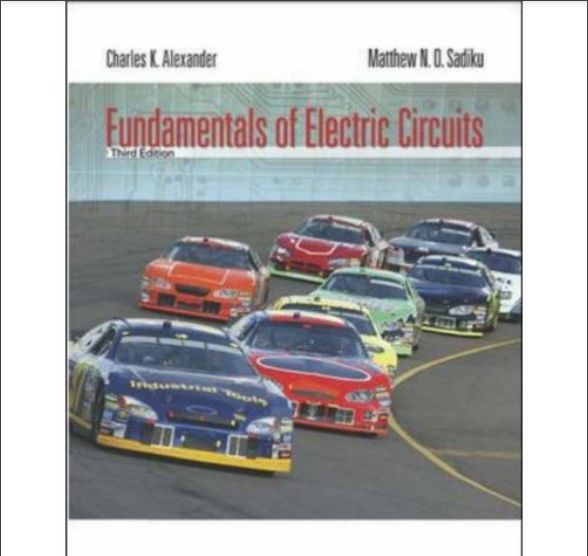 Charles K. Alexander
Matthew N. O. Sadiku
Fundamentals of Electric Circuits
Third Edition
Industrial Tools